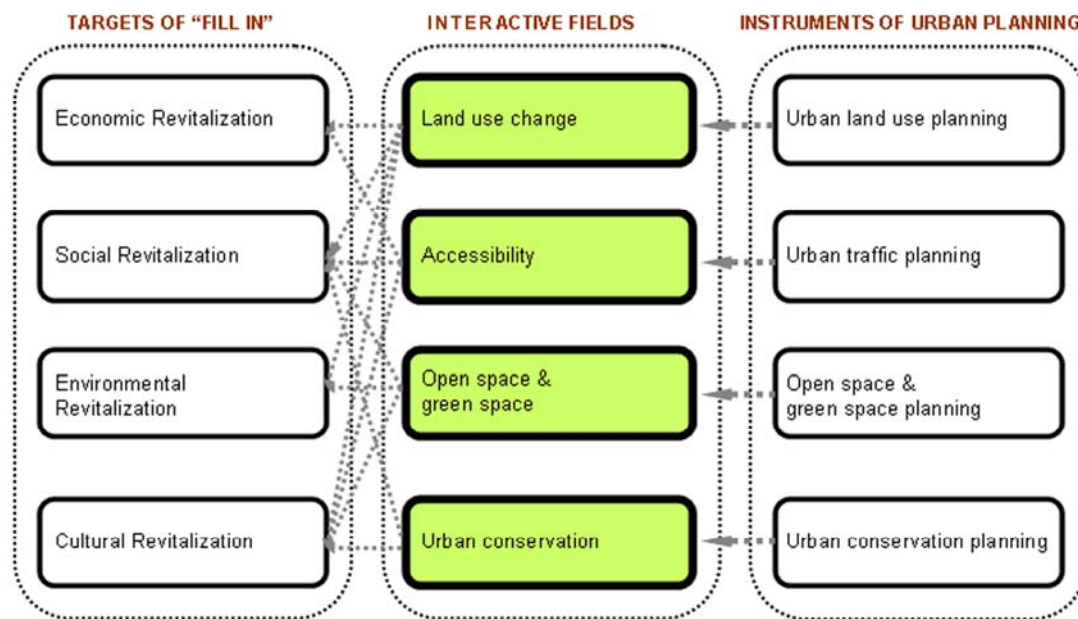 TARGETS OF “FILL IN”
INTERACTIVE FIELDS
INSTRUMENTS OF URBAN PLANNING
Economic Revitalization
Land use change
Urban land use planning
Social Revitalization
Accessibility
Urban traffic planning
Environmental
Revitalization
Open space &
green space
Open space &
green space planning
Cultural Revitalization
Urban conservation
Urban conservation planning